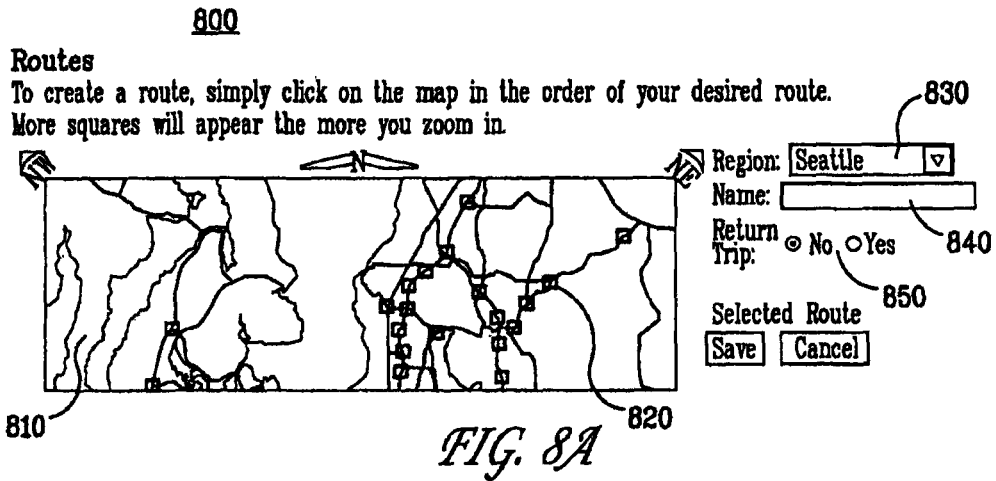 800
Routes
To create a route, simply click on the map in the order of your desired route.
More squares will appear the more you zoom in.
830
NW
N
NE
Region: Seattle
Name:
840
Return Trip: No Yes
850
Selected Route
Save Cancel
810
820
FIG. 8A